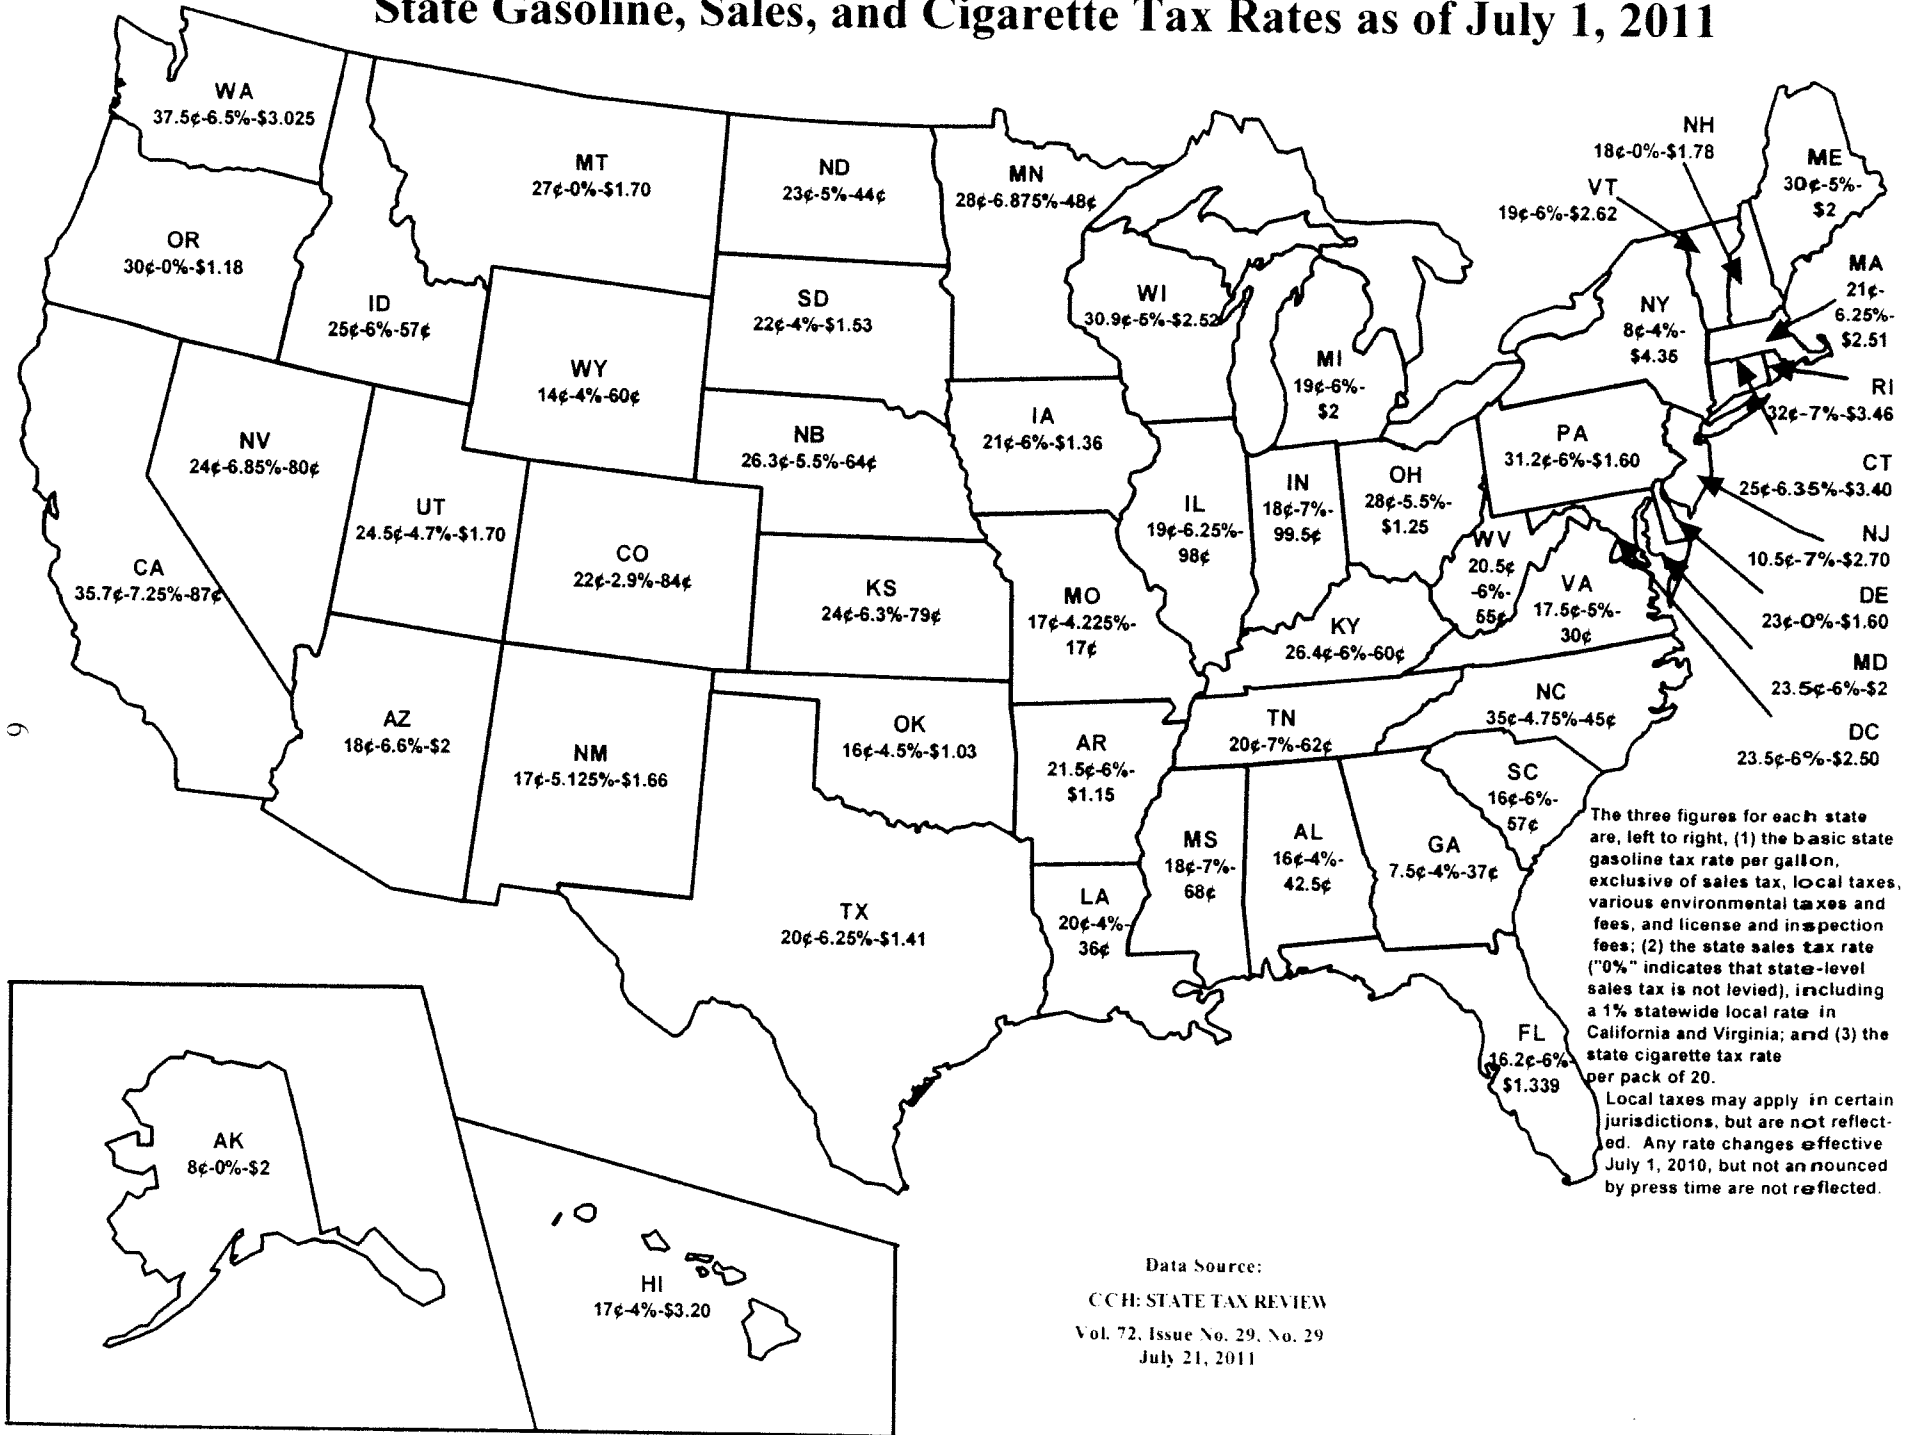 State Gasoline, Sales, and Cigarette Tax Rates as of July 1, 2011
WA
37.5¢-6.5%-$3.025
MT
27¢-0%-$1.70
ND
23¢-5%-44¢
MN
28¢-6.875%-48¢
NH
18¢-0%-$1.78
VT
19¢-6%-$2.62
ME
30¢-5%-
$2
OR
30¢-0%-$1.18
ID
25¢-6%-57¢
SD
22¢-4%-$1.53
WI
30.9¢-5%-$2.52
MI
19¢-6%-
$2
NY
8¢-4%-
$4.35
MA
21¢-
6.25%-
$2.51
WY
14¢-4%-60¢
RI
32¢-7%-$3.46
NV
24¢-6.85%-80¢
NB
26.3¢-5.5%-64¢
IA
21¢-6%-$1.36
PA
31.2¢-6%-$1.60
CT
25¢-6.35%-$3.40
UT
24.5¢-4.7%-$1.70
IL
19¢-6.25%-
98¢
IN
18¢-7%-
99.5¢
OH
28¢-5.5%-
$1.25
NJ
10.5¢-7%-$2.70
CA
35.7¢-7.25%-87¢
CO
22¢-2.9%-84¢
KS
24¢-6.3%-79¢
MO
17¢-4.225%-
17¢
WV
20.5¢
-6%-
55¢
VA
17.5¢-5%-
30¢
DE
23¢-0%-$1.60
KY
26.4¢-6%-60¢
MD
23.5¢-6%-$2
AZ
18¢-6.6%-$2
NM
17¢-5.125%-$1.66
OK
16¢-4.5%-$1.03
AR
21.5¢-6%-
$1.15
TN
20¢-7%-62¢
NC
35¢-4.75%-45¢
DC
23.5¢-6%-$2.50
SC
16¢-6%-
57¢
MS
18¢-7%-
68¢
AL
16¢-4%-
42.5¢
GA
7.5¢-4%-37¢
TX
20¢-6.25%-$1.41
LA
20¢-4%-
36¢
FL
16.2¢-6%-
$1.339
The three figures for each state
are, left to right, (1) the basic state
gasoline tax rate per gallon,
exclusive of sales tax, local taxes,
various environmental taxes and
fees, and license and inspection
fees; (2) the state sales tax rate
("0%" indicates that state-level
sales tax is not levied), including
a 1% statewide local rate in
California and Virginia; and (3) the
state cigarette tax rate
per pack of 20.
Local taxes may apply in certain
jurisdictions, but are not reflect-
ed. Any rate changes effective
July 1, 2010, but not announced
by press time are not reflected.
AK
8¢-0%-$2
HI
17¢-4%-$3.20
Data Source:
CCH: STATE TAX REVIEW
Vol. 72, Issue No. 29, No. 29
July 21, 2011